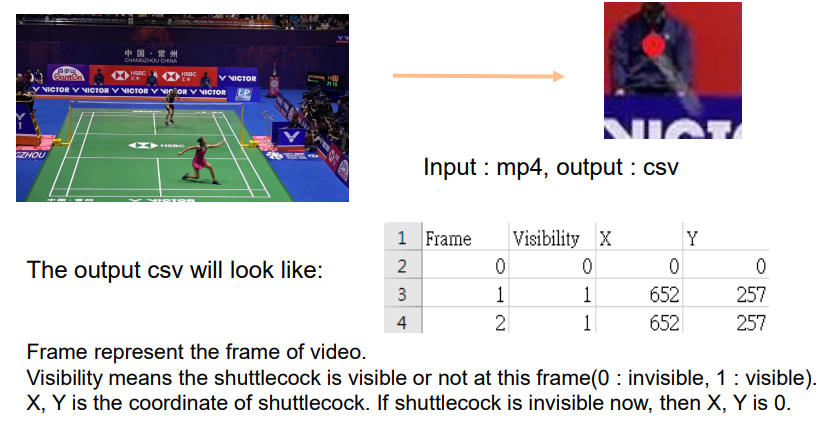 中国·常州
CHANGZHOU CHINA
HSBC
HSBC
VICTOR
VICTOR VICTOR VICTOR VICTOR VICTOR
LP
HSBC
GZHOU
VICTOR
VICT
Input : mp4, output : csv
The output csv will look like:
1 Frame Visibility X Y
2 0 0 0 0
3 1 1 652 257
4 2 1 652 257
Frame represent the frame of video.
Visibility means the shuttlecock is visible or not at this frame(0 : invisible, 1 : visible).
X, Y is the coordinate of shuttlecock. If shuttlecock is invisible now, then X, Y is 0.